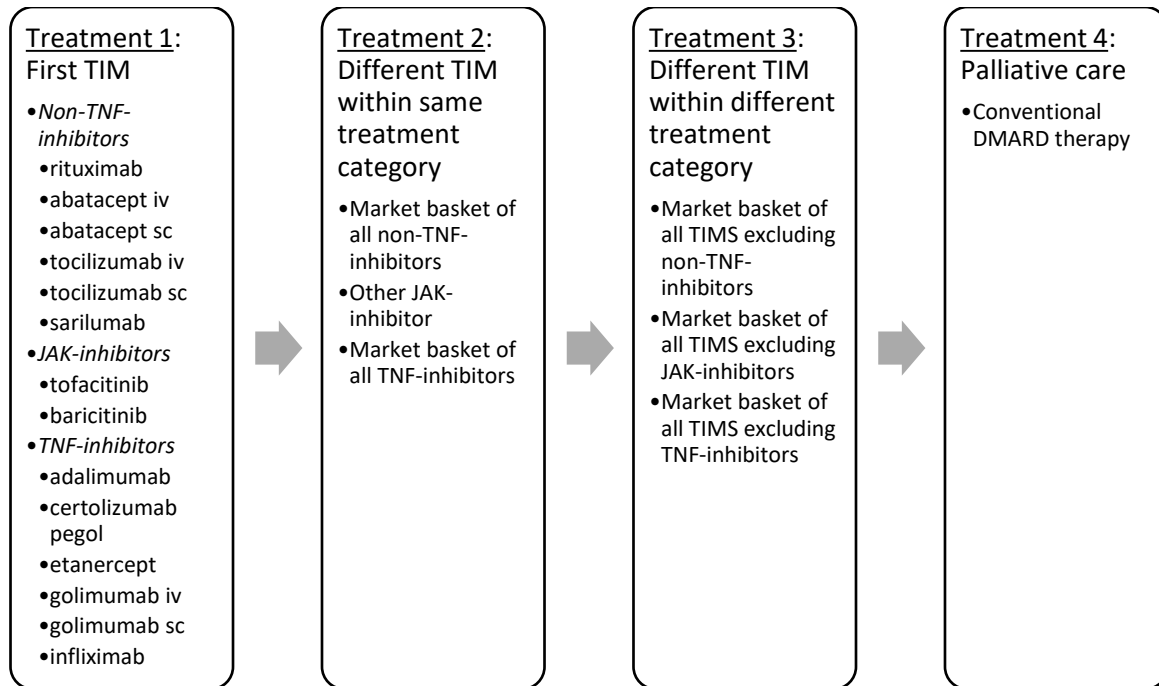 Treatment 1:
First TIM
•Non-TNF-
inhibitors
•rituximab
•abatacept iv
•abatacept sc
•tocilizumab iv
•tocilizumab sc
•sarilumab
•JAK-inhibitors
•tofacitinib
•baricitinib
•TNF-inhibitors
•adalimumab
•certolizumab
pegol
•etanercept
•golimumab iv
•golimumab sc
•infliximab
Treatment 2:
Different TIM
within same
treatment
category
•Market basket of
all non-TNF-
inhibitors
•Other JAK-
inhibitor
•Market basket of
all TNF-inhibitors
Treatment 3:
Different TIM
within different
treatment
category
•Market basket of
all TIMS excluding
non-TNF-
inhibitors
•Market basket of
all TIMS excluding
JAK-inhibitors
•Market basket of
all TIMS excluding
TNF-inhibitors
Treatment 4:
Palliative care
•Conventional
DMARD therapy